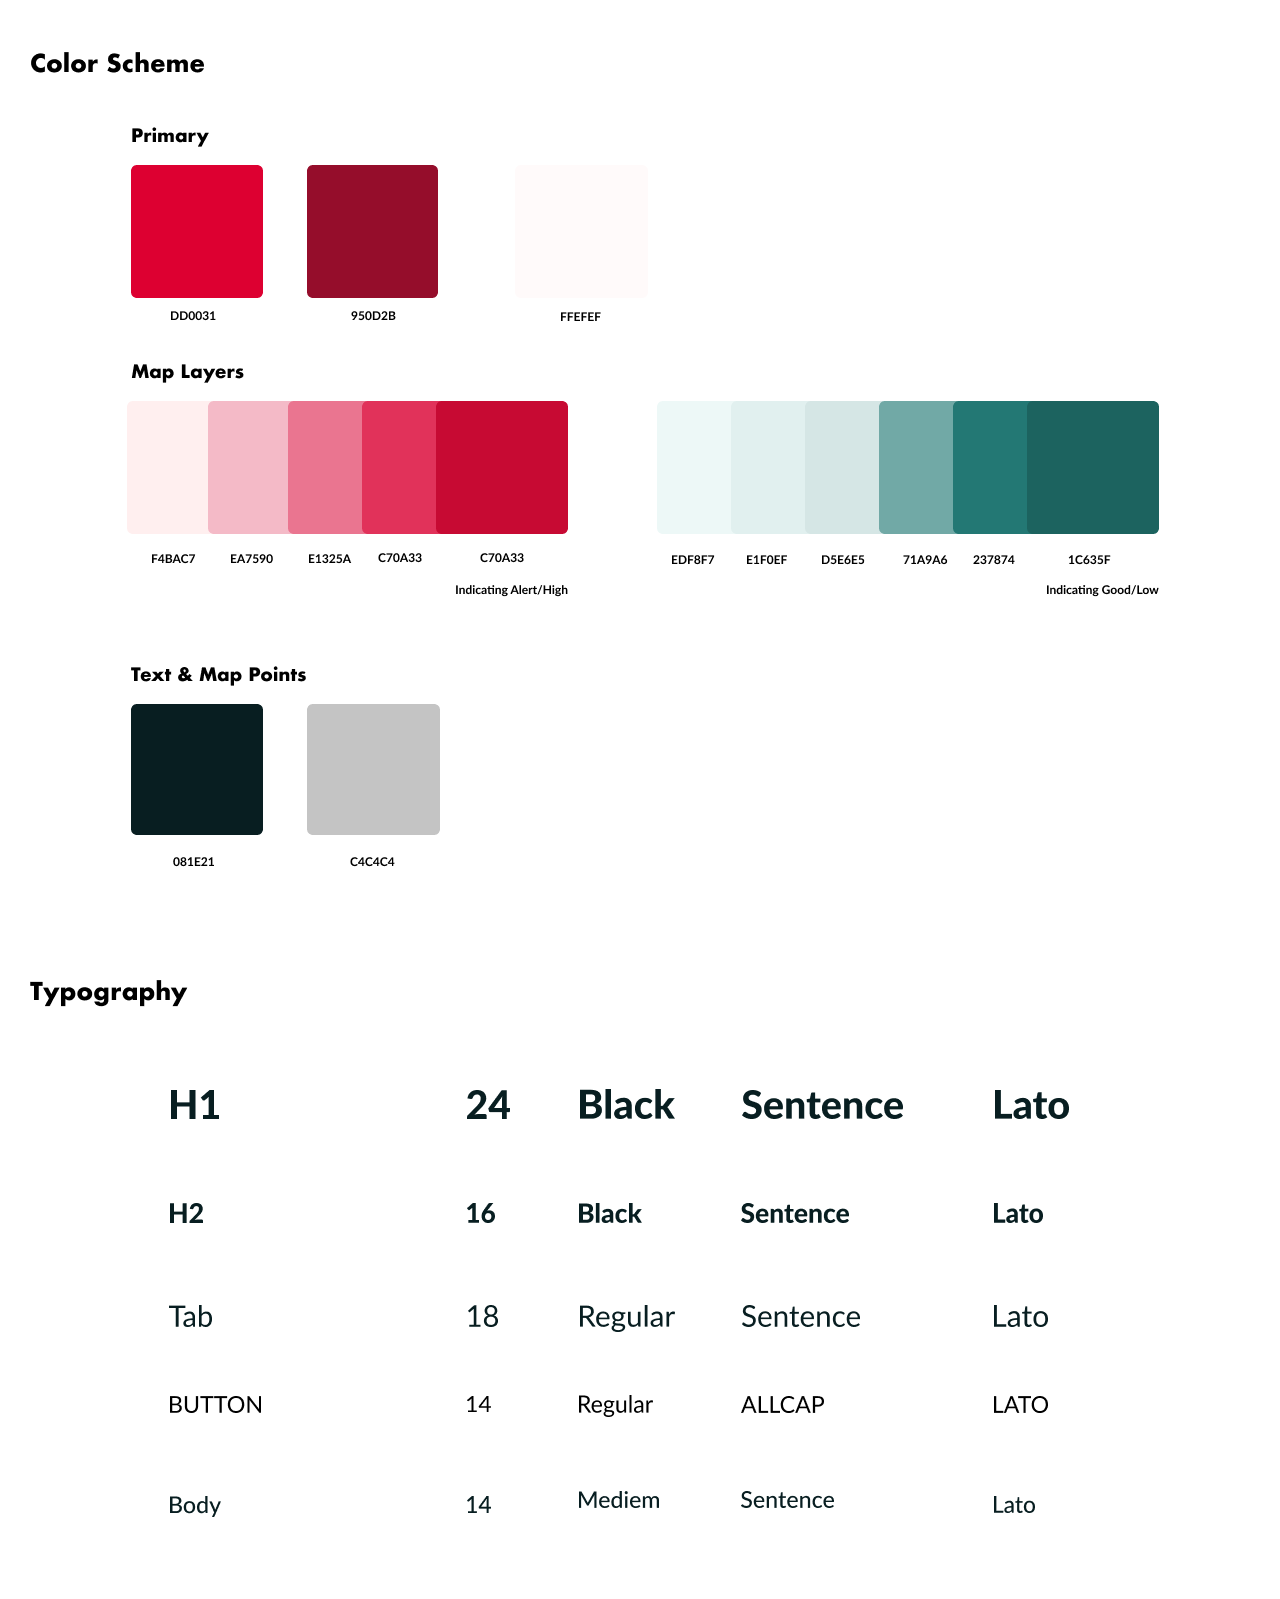 Color Scheme
Primary
DD0031 950D2B FFEFEF
Map Layers
F4BAC7 EA7590 E1325A C70A33 C70A33 EDF8F7 E1F0EF D5E6E5 71A9A6 237874 1C635F
Indicating Alert/High Indicating Good/Low
Text & Map Points
081E21 C4C4C4
Typography
H1 24 Black Sentence Lato
H2 16 Black Sentence Lato
Tab 18 Regular Sentence Lato
BUTTON 14 Regular ALLCAP LATO
Body 14 Mediem Sentence Lato